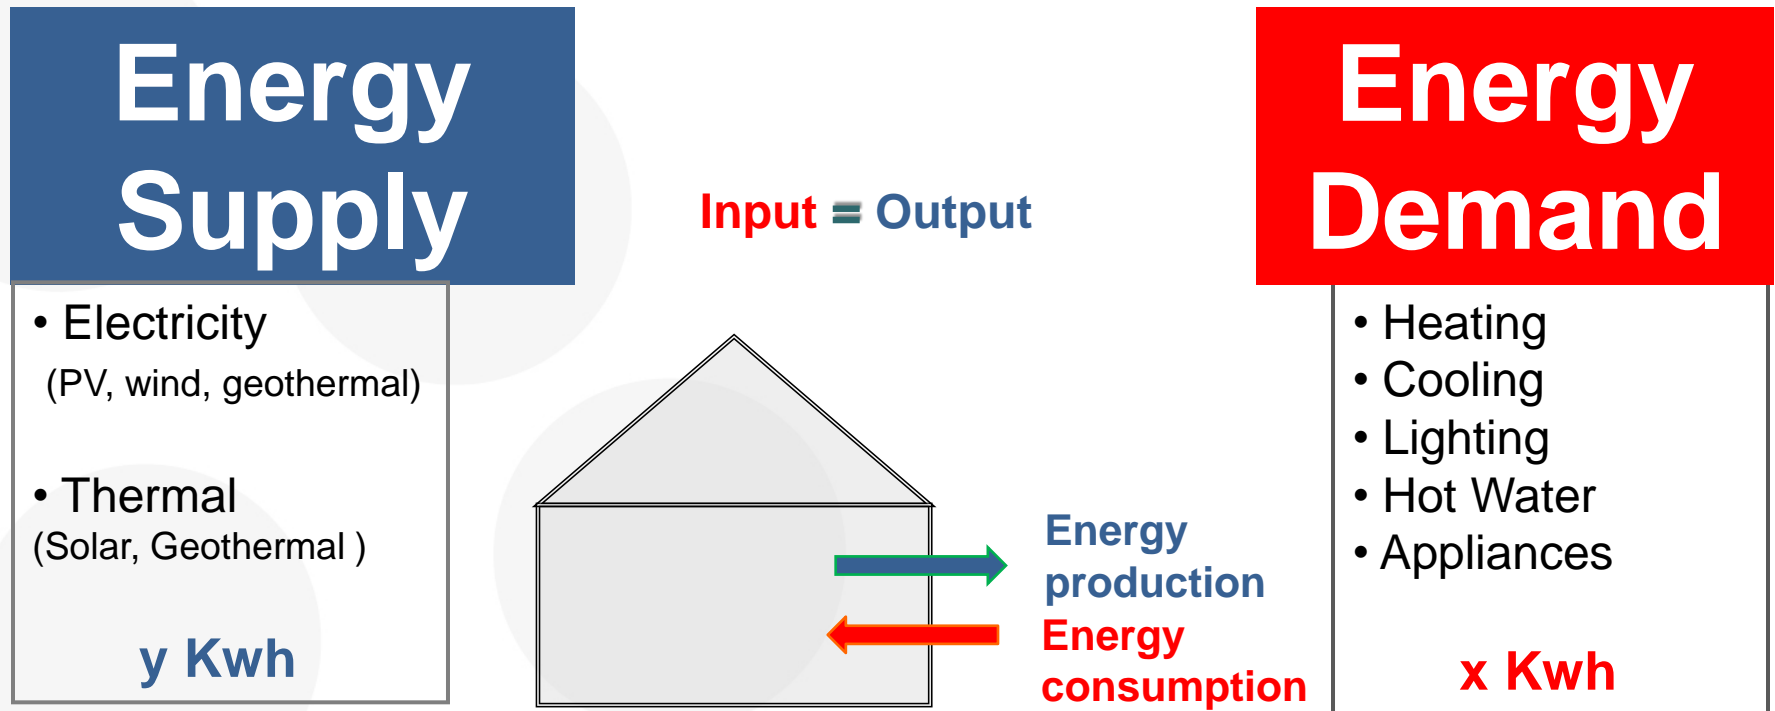 Energy
Supply
• Electricity
(PV, wind, geothermal)
• Thermal
(Solar, Geothermal )
y Kwh
Input = Output
Energy
production
Energy
consumption
Energy
Demand
• Heating
• Cooling
• Lighting
• Hot Water
• Appliances
x Kwh